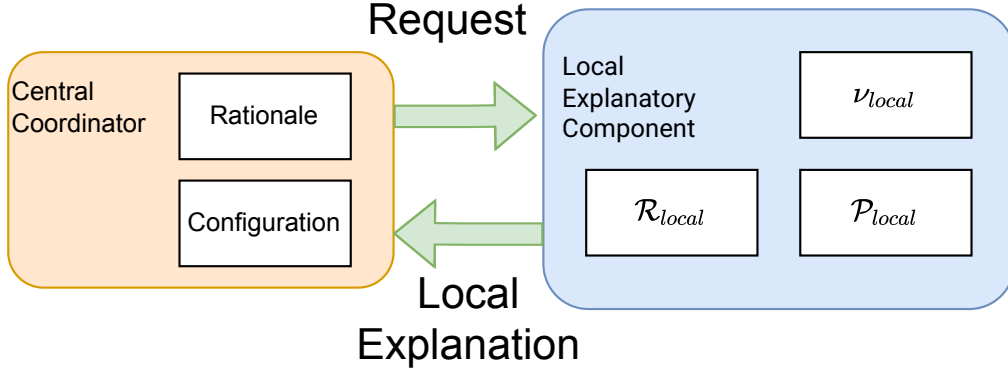 Request
Central
Coordinator
Rationale
Configuration
Local
Explanatory
Component
𝜈local
ℛlocal
𝒫local
Local
Explanation